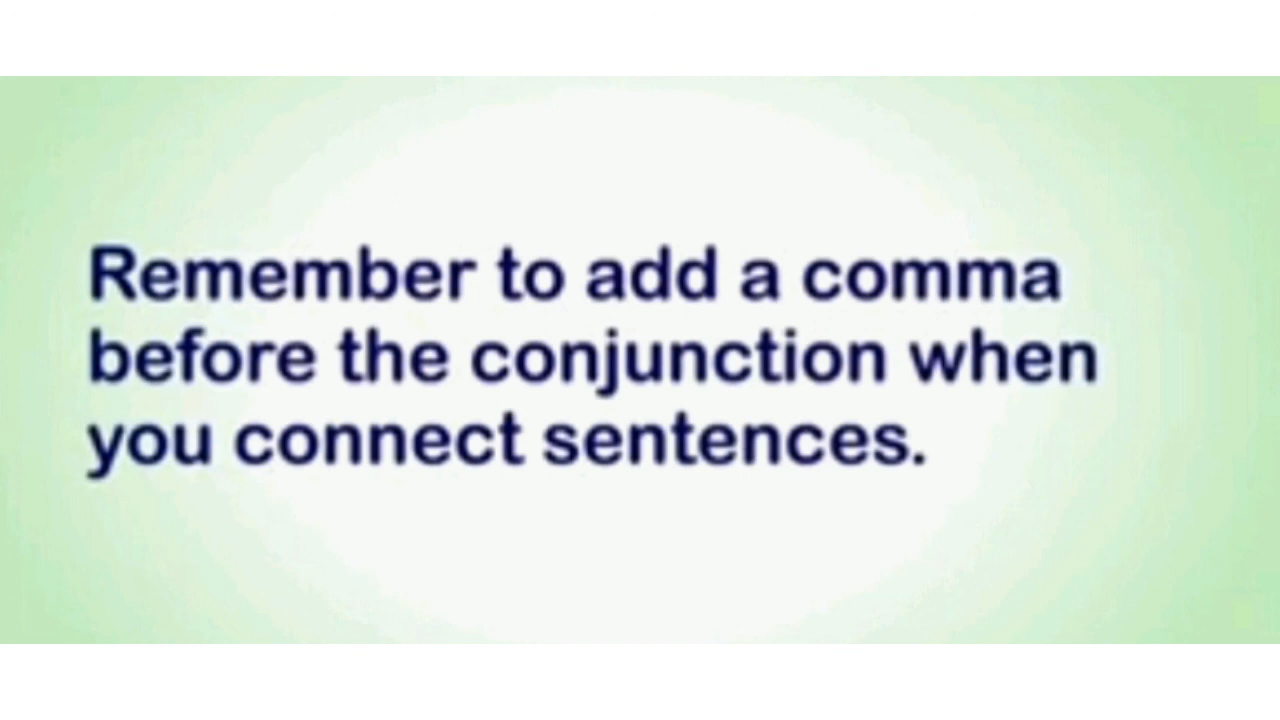 Remember to add a comma
before the conjunction when
you connect sentences.